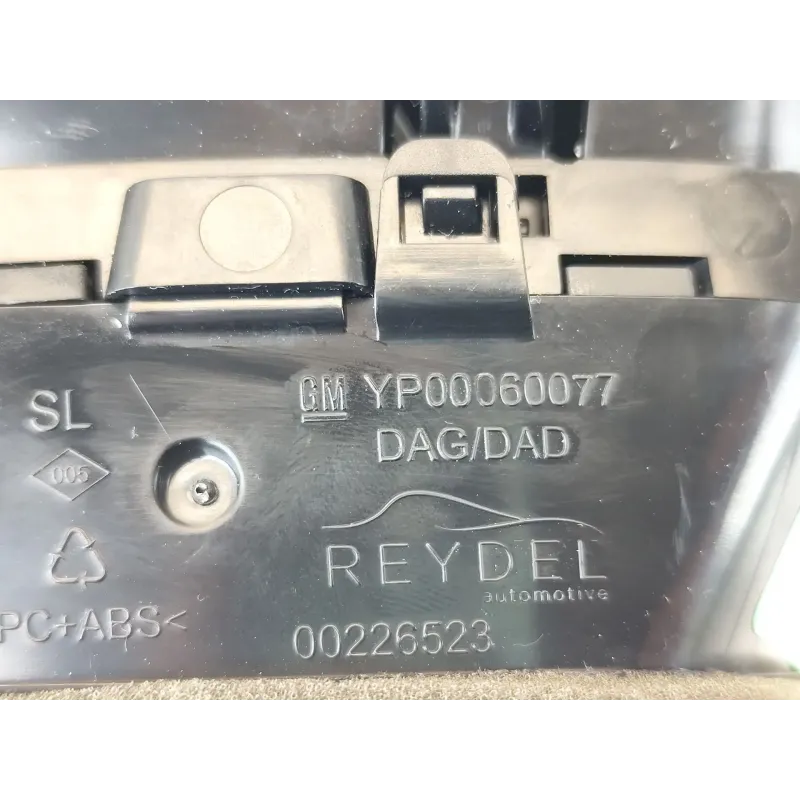 SL
005
PC+ABS<
GM YP00060077
DAG/DAD
REYDEL
automotive
00226523